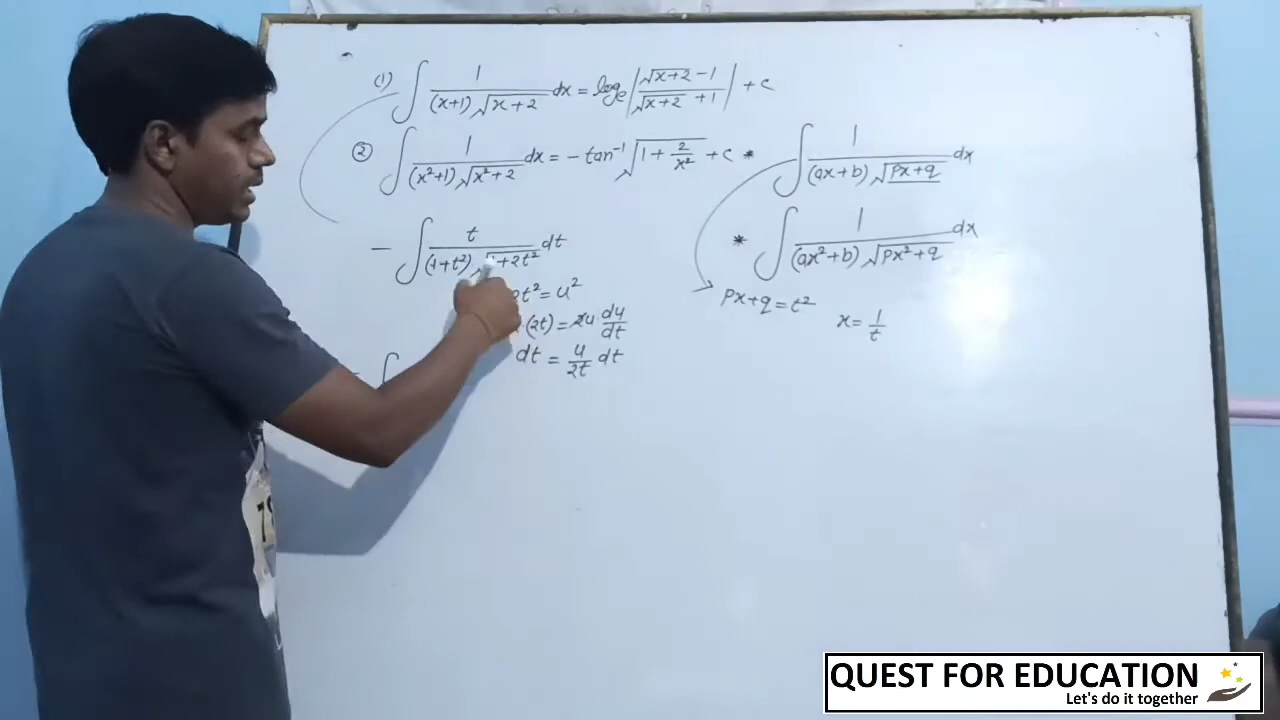 (1) ∫ 1/((x+1)√(x+2)) dx = logₑ |(√(x+2) - 1)/(√(x+2) + 1)| + c
② ∫ 1/((x²+1)√(x²+2)) dx = - tan⁻¹ √(1 + 2/x²) + c
* ∫ 1/((ax+b)√(px+q)) dx
* ∫ 1/((ax²+b)√(px²+q)) dx
px+q = t²
x = 1/t
- ∫ t/((1+t²)√ +2t²) dt
t² = u²
(2t) = 2u du/dt
dt = u/2t dt
- ∫
QUEST FOR EDUCATION
Let's do it together